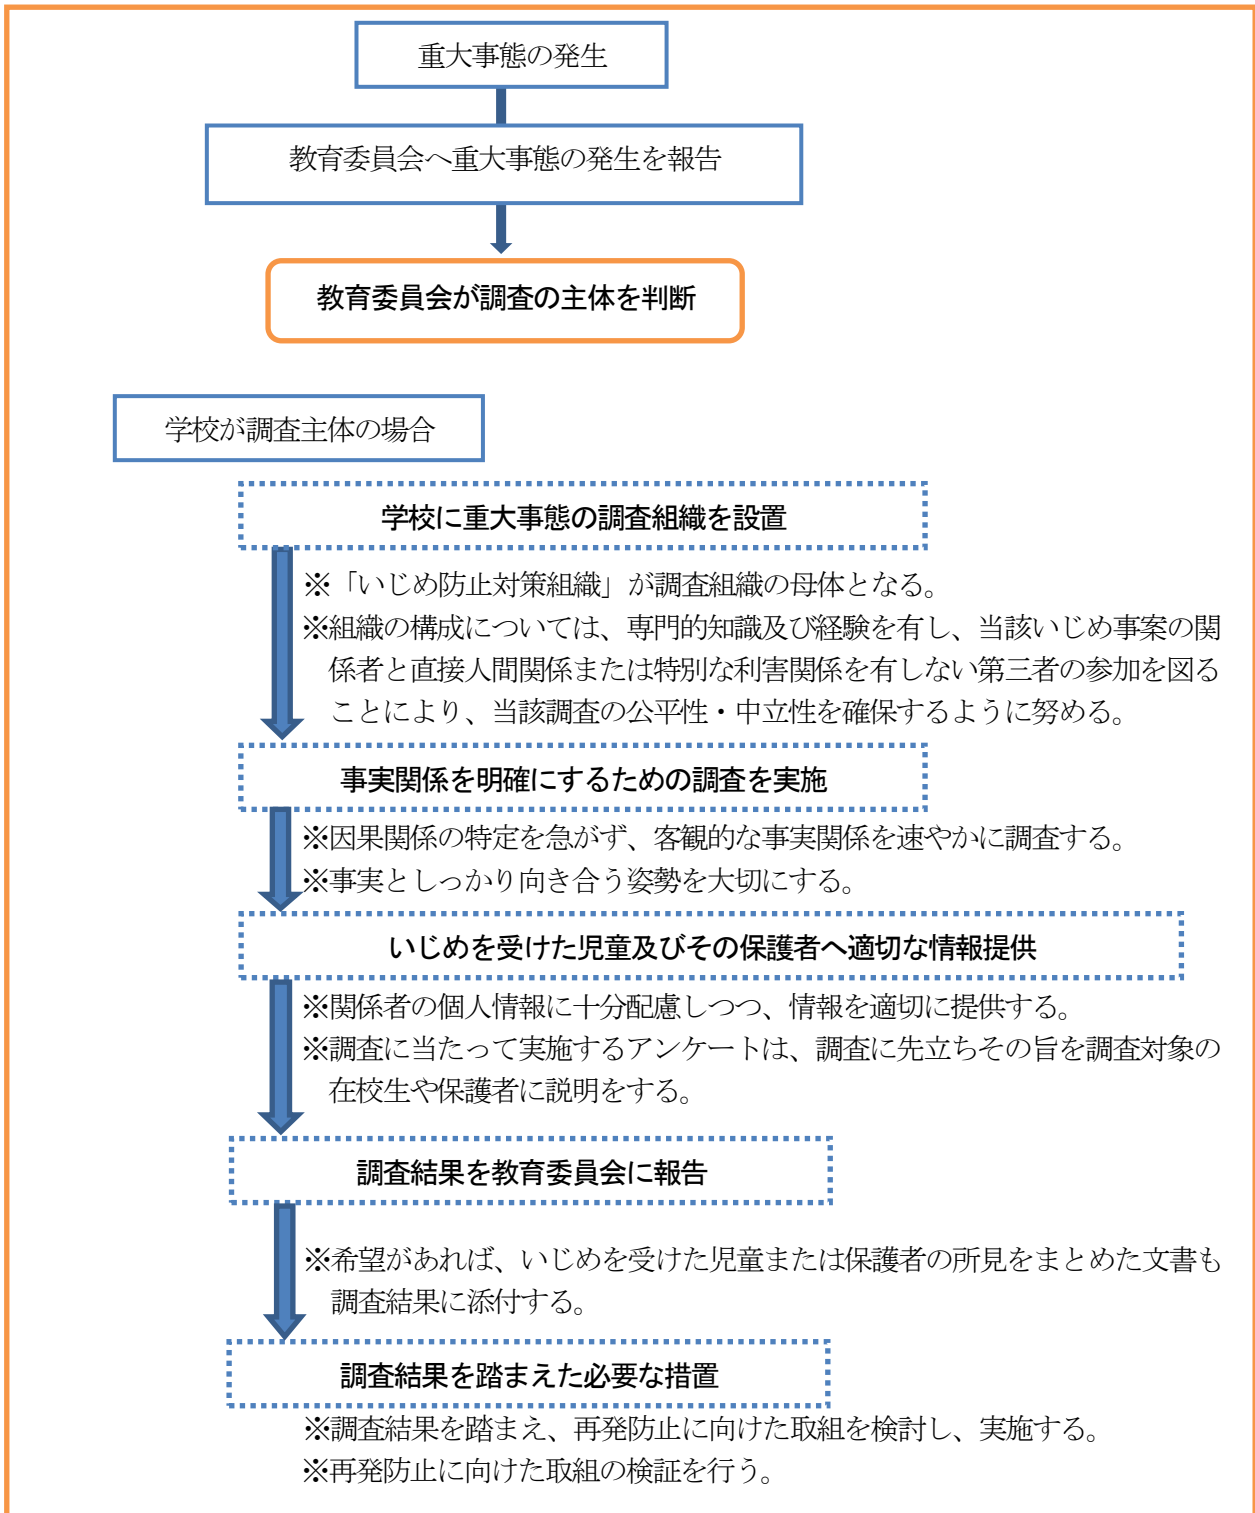 重大事態の発生
教育委員会へ重大事態の発生を報告
教育委員会が調査の主体を判断
学校が調査主体の場合
学校に重大事態の調査組織を設置
※「いじめ防止対策組織」が調査組織の母体となる。
※組織の構成については、専門的知識及び経験を有し、当該いじめ事案の関
係者と直接人間関係または特別な利害関係を有しない第三者の参加を図る
ことにより、当該調査の公平性・中立性を確保するように努める。
事実関係を明確にするための調査を実施
※因果関係の特定を急がず、客観的な事実関係を速やかに調査する。
※事実としっかり向き合う姿勢を大切にする。
いじめを受けた児童及びその保護者へ適切な情報提供
※関係者の個人情報に十分配慮しつつ、情報を適切に提供する。
※調査に当たって実施するアンケートは、調査に先立ちその旨を調査対象の
在校生や保護者に説明をする。
調査結果を教育委員会に報告
※希望があれば、いじめを受けた児童または保護者の所見をまとめた文書も
調査結果に添付する。
調査結果を踏まえた必要な措置
※調査結果を踏まえ、再発防止に向けた取組を検討し、実施する。
※再発防止に向けた取組の検証を行う。